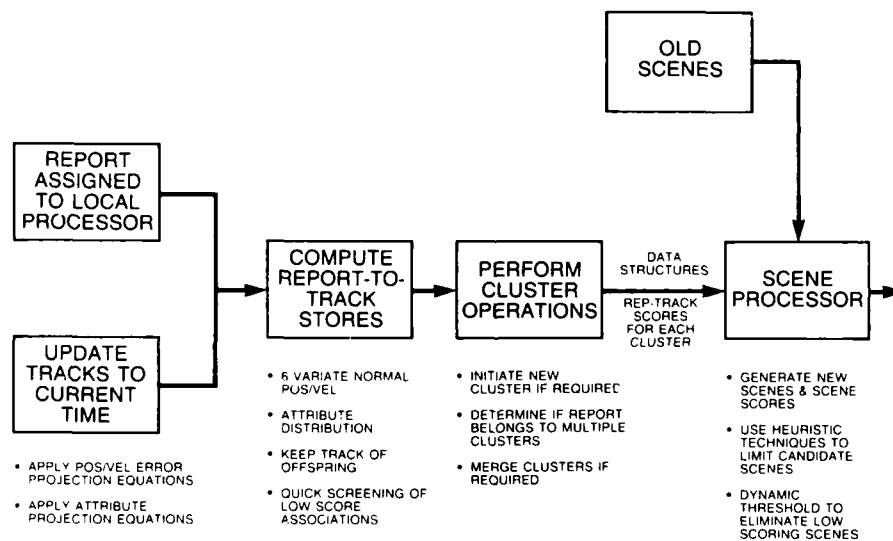 OLD
SCENES
REPORT
ASSIGNED
TO LOCAL
PROCESSOR
UPDATE
TRACKS TO
CURRENT
TIME
• APPLY POS/VEL ERROR
PROJECTION EQUATIONS
• APPLY ATTRIBUTE
PROJECTION EQUATIONS
COMPUTE
REPORT-TO-
TRACK
STORES
• 6 VARIATE NORMAL
POS/VEL
• ATTRIBUTE
DISTRIBUTION
• KEEP TRACK OF
OFFSPRING
• QUICK SCREENING OF
LOW SCORE
ASSOCIATIONS
PERFORM
CLUSTER
OPERATIONS
• INITIATE NEW
CLUSTER IF REQUIRED
• DETERMINE IF REPORT
BELONGS TO MULTIPLE
CLUSTERS
• MERGE CLUSTERS IF
REQUIRED
DATA
STRUCTURES
REP-TRACK
SCORES
FOR EACH
CLUSTER
SCENE
PROCESSOR
• GENERATE NEW
SCENES & SCENE
SCORES
• USE HEURISTIC
TECHNIQUES TO
LIMIT CANDIDATE
SCENES
• DYNAMIC
THRESHOLD TO
ELIMINATE LOW
SCORING SCENES